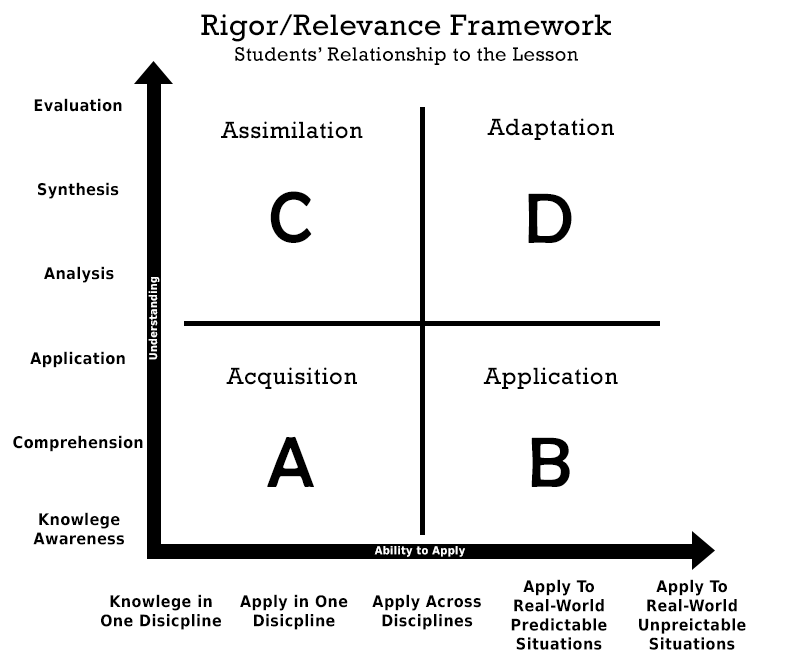 Rigor/Relevance Framework
Students' Relationship to the Lesson
Evaluation
Synthesis
Analysis
Application
Comprehension
Knowlege
Awareness
Understanding
Assimilation
C
Adaptation
D
Acquisition
A
Application
B
Ability to Apply
Knowlege in
One Disicpline
Apply in One
Disicpline
Apply Across
Disciplines
Apply To
Real-World
Predictable
Situations
Apply To
Real-World
Unpreictable
Situations